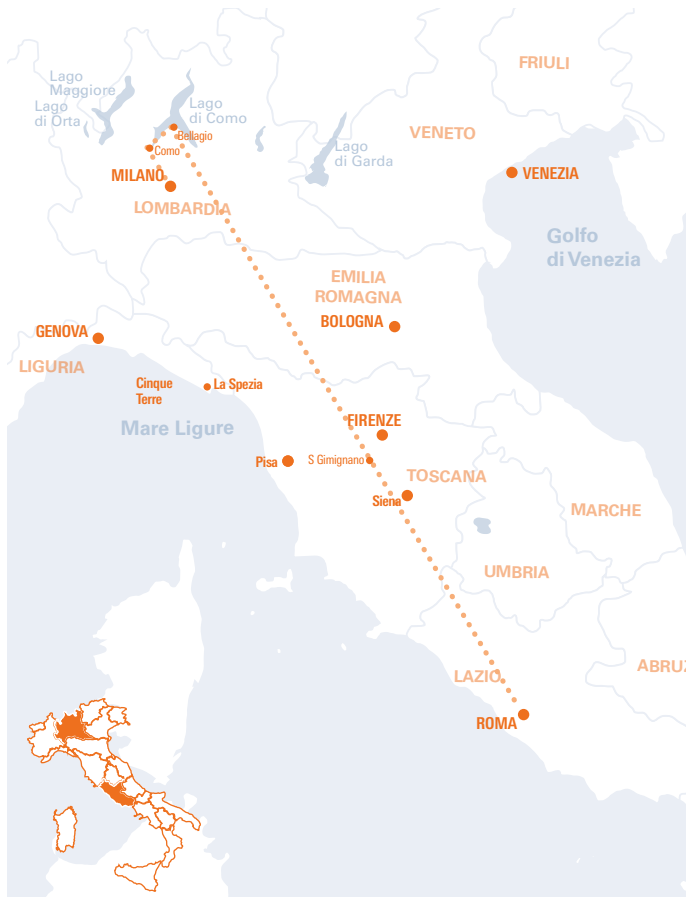 FRIULI
Lago
Maggiore
Lago
di Orta
Lago
di Como
Bellagio
Como
VENETO
Lago
di Garda
MILANO
VENEZIA
LOMBARDIA
Golfo
di Venezia
EMILIA
ROMAGNA
BOLOGNA
GENOVA
LIGURIA
Cinque
Terre
La Spezia
Mare Ligure
FIRENZE
Pisa
S Gimignano
TOSCANA
Siena
MARCHE
UMBRIA
LAZIO
ABRUZ
ROMA